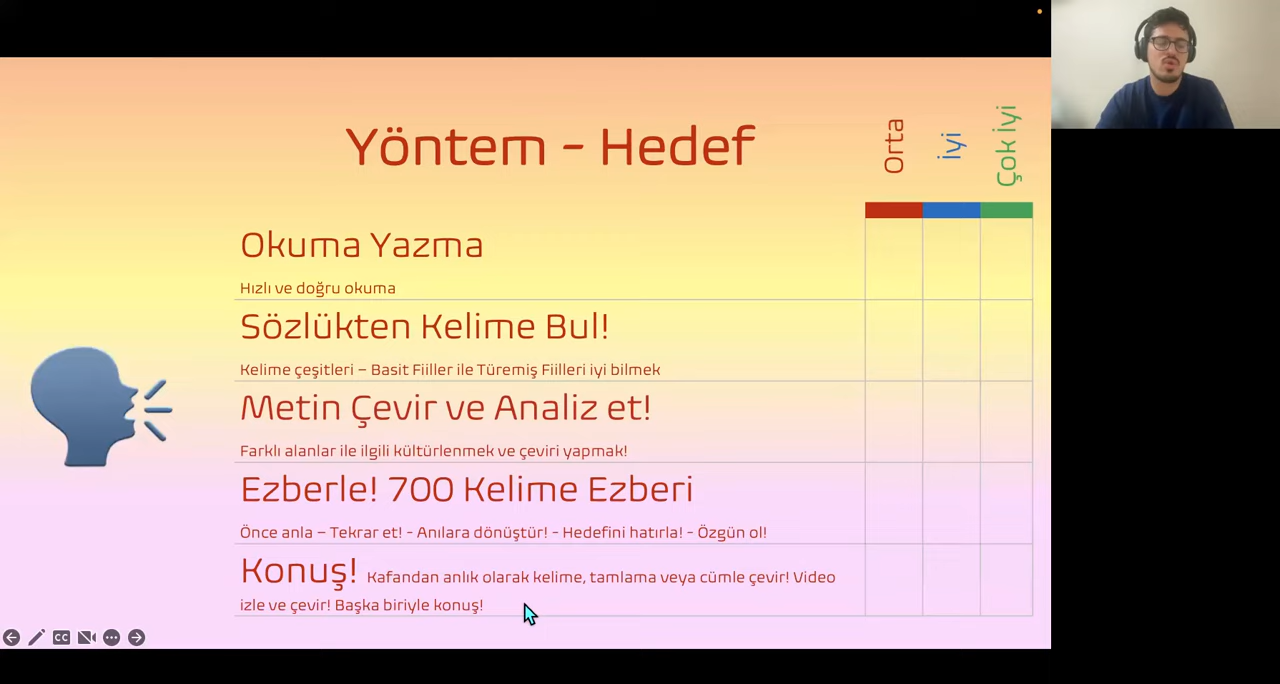 Yöntem - Hedef
Orta
İyi
Çok İyi
Okuma Yazma
Hızlı ve doğru okuma
Sözlükten Kelime Bul!
Kelime çeşitleri – Basit Fiiller ile Türemiş Fiilleri iyi bilmek
Metin Çevir ve Analiz et!
Farklı alanlar ile ilgili kültürlenmek ve çeviri yapmak!
Ezberle! 700 Kelime Ezberi
Önce anla – Tekrar et! - Anılara dönüştür! - Hedefini hatırla! - Özgün ol!
Konuş! Kafandan anlık olarak kelime, tamlama veya cümle çevir! Video
izle ve çevir! Başka biriyle konuş!
CC